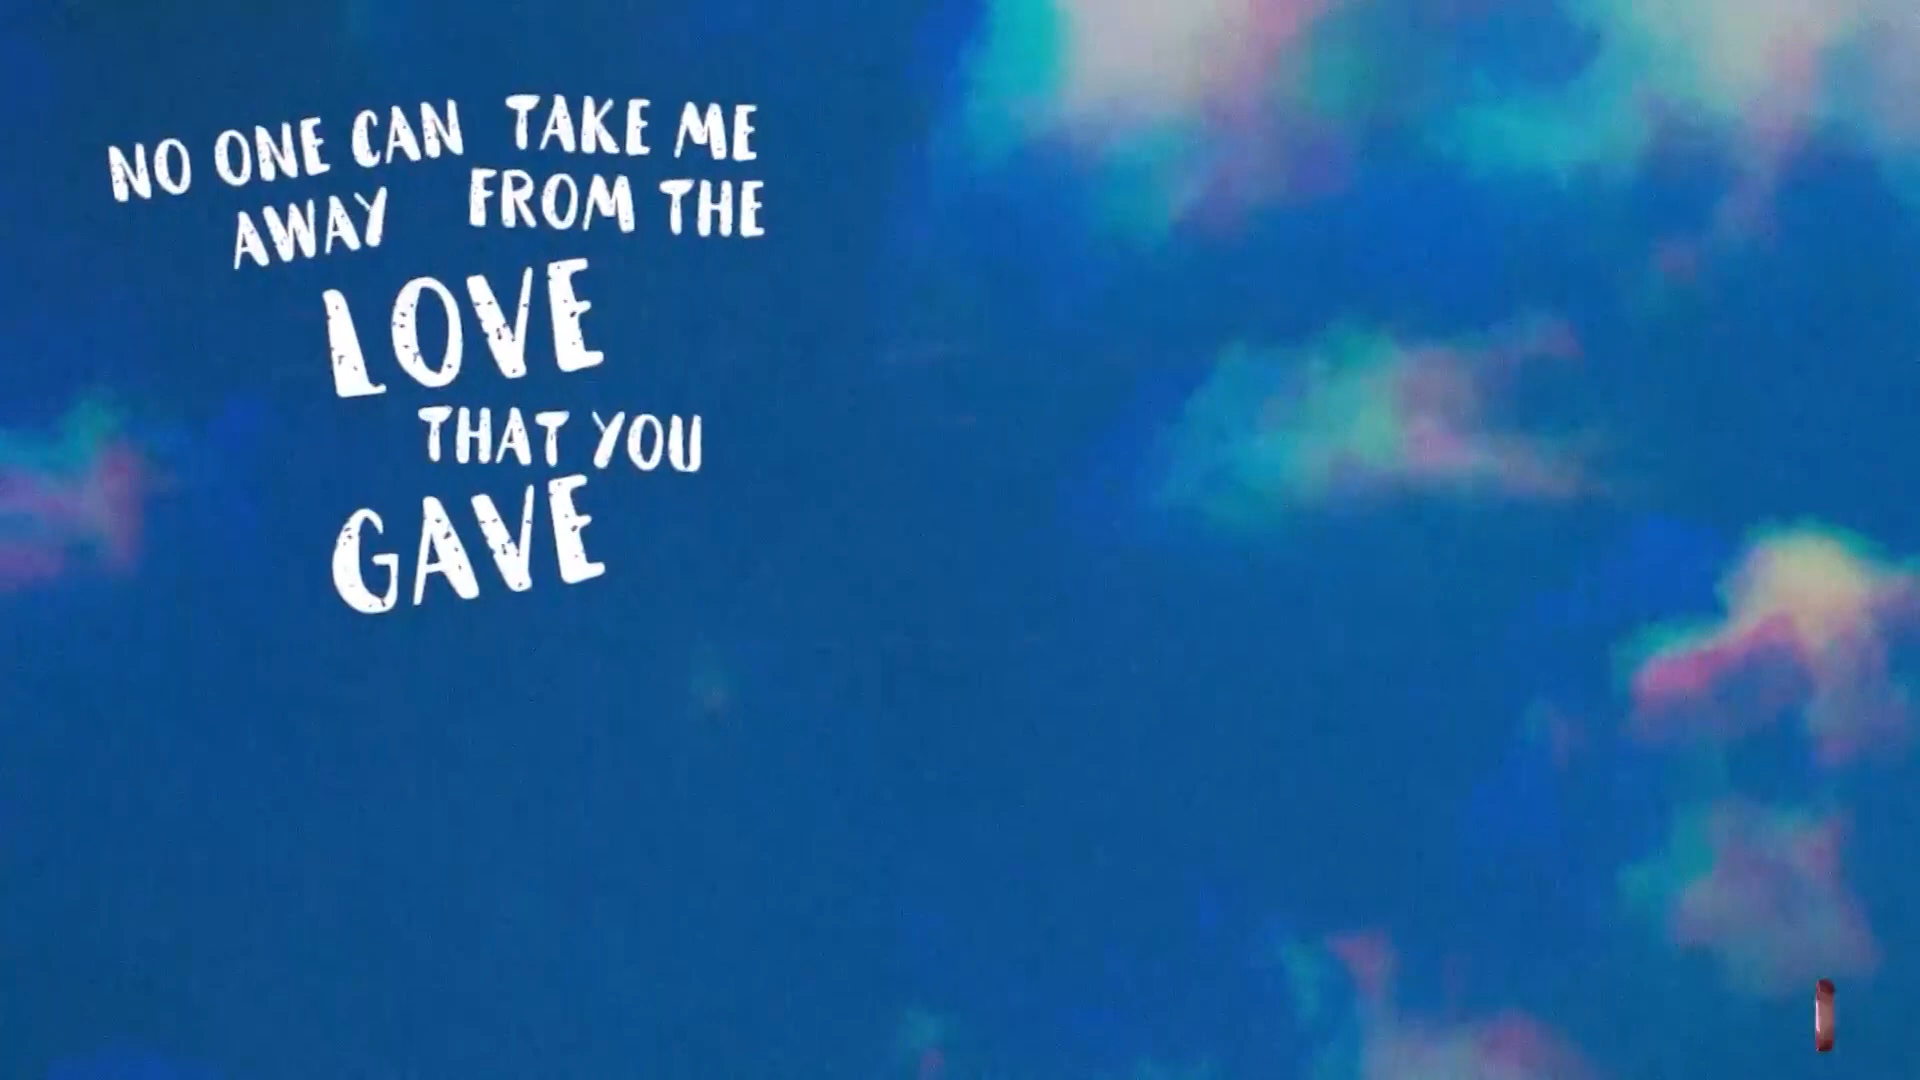 NO ONE CAN TAKE ME
AWAY FROM THE
LOVE
THAT YOU
GAVE